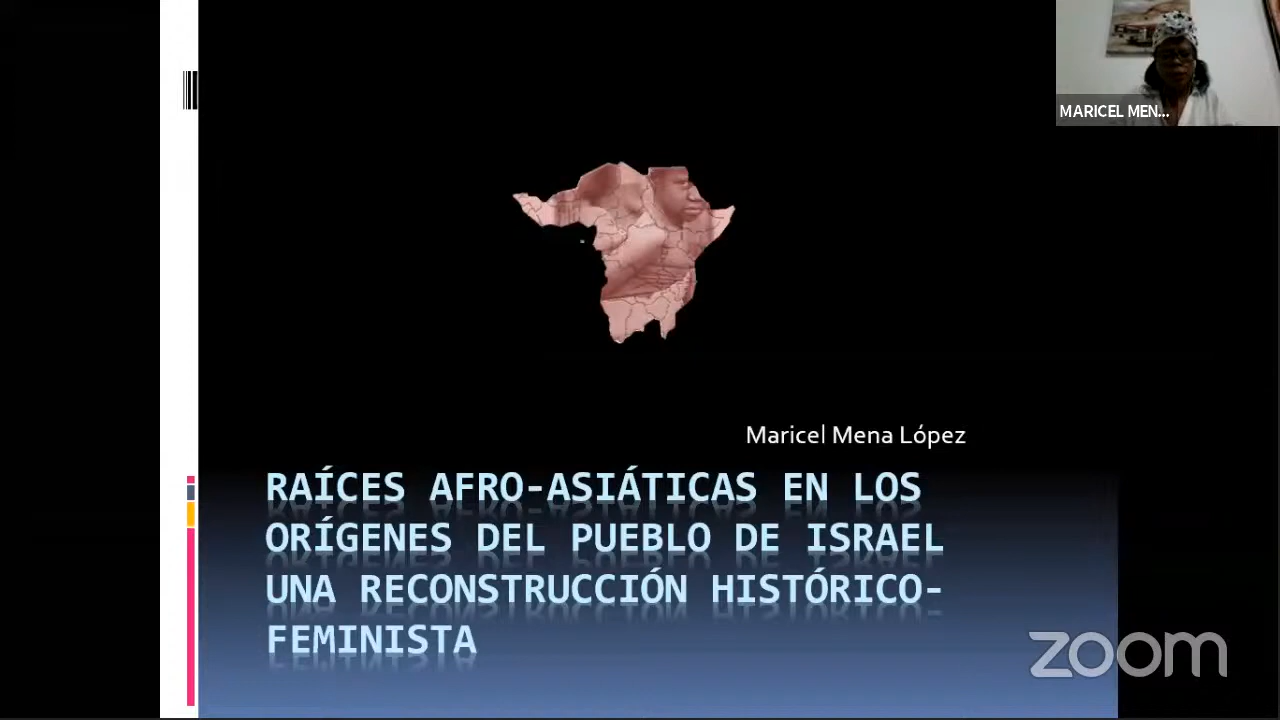 MARICEL MEN...
Maricel Mena López
RAÍCES AFRO-ASIÁTICAS EN LOS
ORÍGENES DEL PUEBLO DE ISRAEL
UNA RECONSTRUCCIÓN HISTÓRICO-
FEMINISTA
zoom